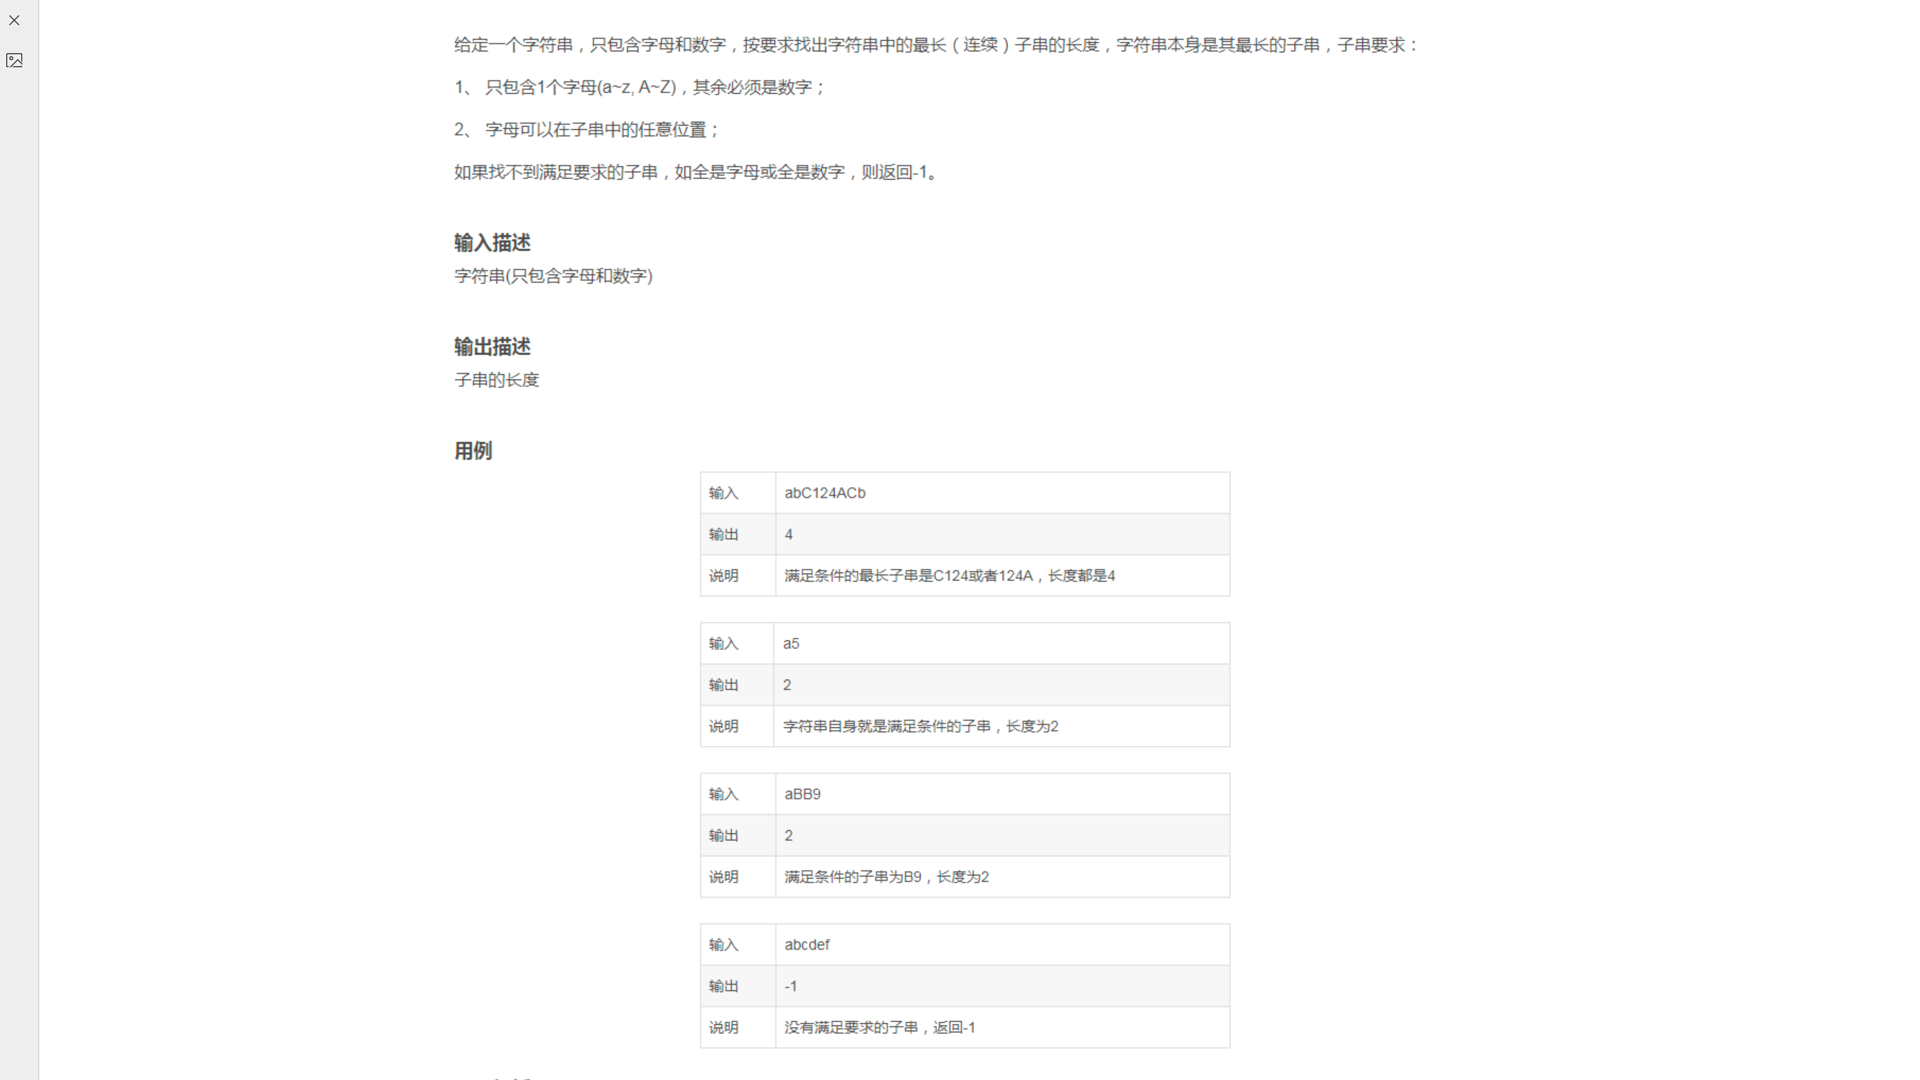 给定一个字符串，只包含字母和数字，按要求找出字符串中的最长（连续）子串的长度，字符串本身是其最长的子串，子串要求：
1、 只包含1个字母(a~z, A~Z)，其余必须是数字；
2、 字母可以在子串中的任意位置；
如果找不到满足要求的子串，如全是字母或全是数字，则返回-1。
输入描述
字符串(只包含字母和数字)
输出描述
子串的长度
用例
输入 abC124ACb
输出 4
说明 满足条件的最长子串是C124或者124A，长度都是4
输入 a5
输出 2
说明 字符串自身就是满足条件的子串，长度为2
输入 aBB9
输出 2
说明 满足条件的子串为B9，长度为2
输入 abcdef
输出 -1
说明 没有满足要求的子串，返回-1